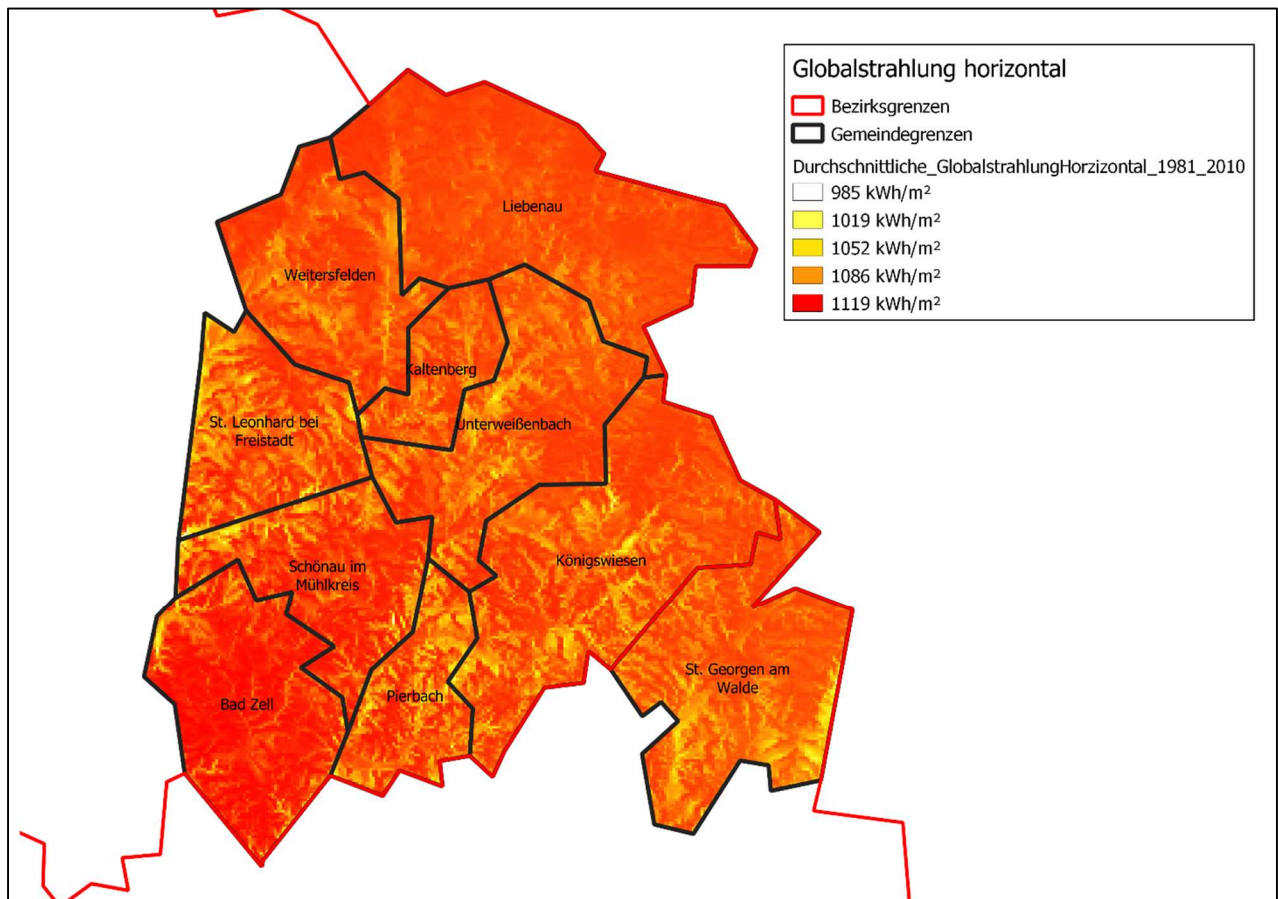 Globalstrahlung horizontal
Bezirksgrenzen
Gemeindegrenzen
Durchschnittliche_GlobalstrahlungHorzizontal_1981_2010
985 kWh/m²
1019 kWh/m²
1052 kWh/m²
1086 kWh/m²
1119 kWh/m²
Liebenau
Weitersfelden
Kaltenberg
St. Leonhard bei
Freistadt
Unterweißenbach
Königswiesen
Schönau im
Mühlkreis
St. Georgen am
Walde
Pierbach
Bad Zell